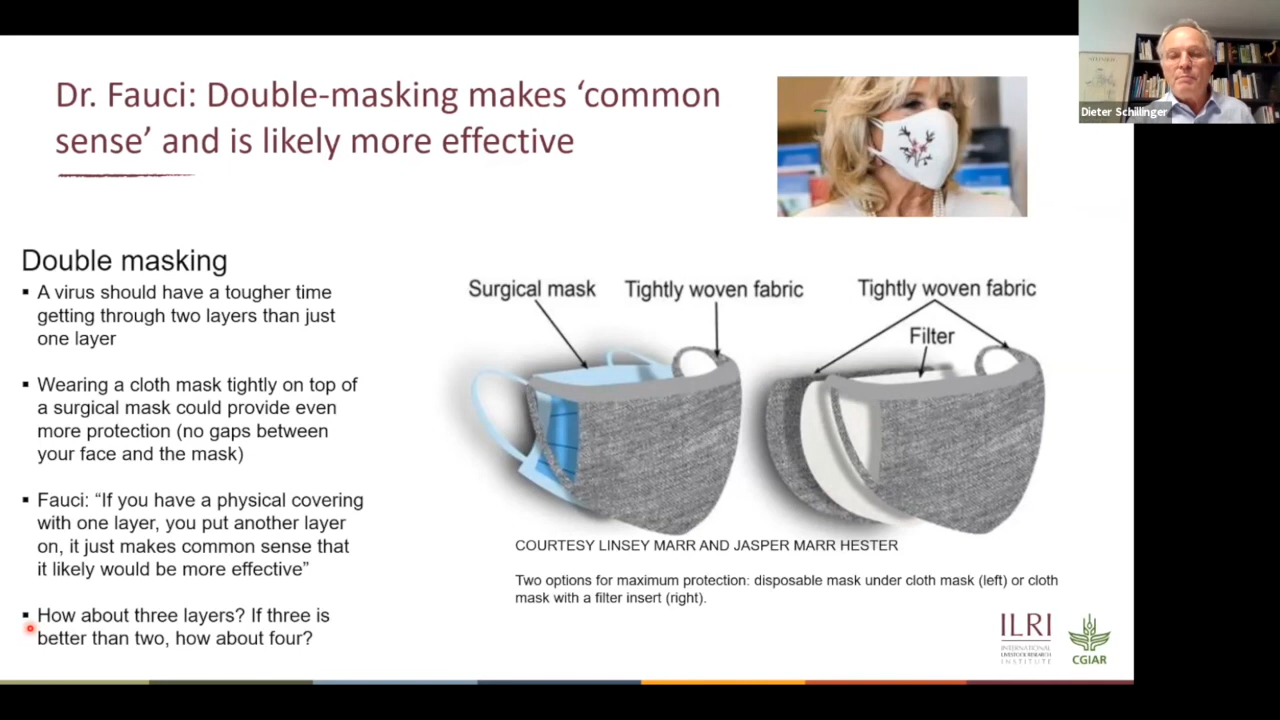 Dr. Fauci: Double-masking makes ‘common
sense’ and is likely more effective
Dieter Schillinger
Double masking
▪ A virus should have a tougher time
getting through two layers than just
one layer
▪ Wearing a cloth mask tightly on top of
a surgical mask could provide even
more protection (no gaps between
your face and the mask)
▪ Fauci: “If you have a physical covering
with one layer, you put another layer
on, it just makes common sense that
it likely would be more effective”
▪ How about three layers? If three is
better than two, how about four?
Surgical mask
Tightly woven fabric
Tightly woven fabric
Filter
COURTESY LINSEY MARR AND JASPER MARR HESTER
Two options for maximum protection: disposable mask under cloth mask (left) or cloth
mask with a filter insert (right).
ILRI
INTERNATIONAL
LIVESTOCK RESEARCH
INSTITUTE
CGIAR